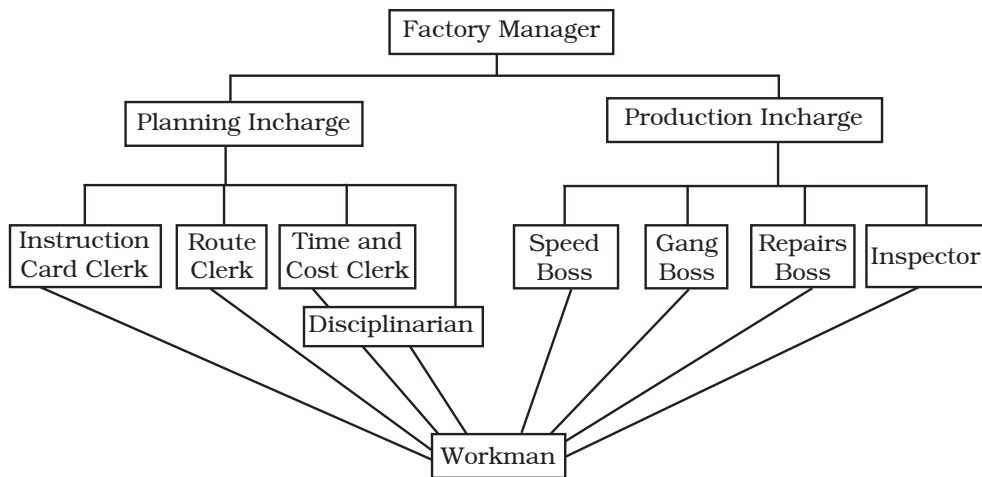 Factory Manager
Planning Incharge
Production Incharge
Instruction
Card Clerk
Route
Clerk
Time and
Cost Clerk
Disciplinarian
Speed
Boss
Gang
Boss
Repairs
Boss
Inspector
Workman